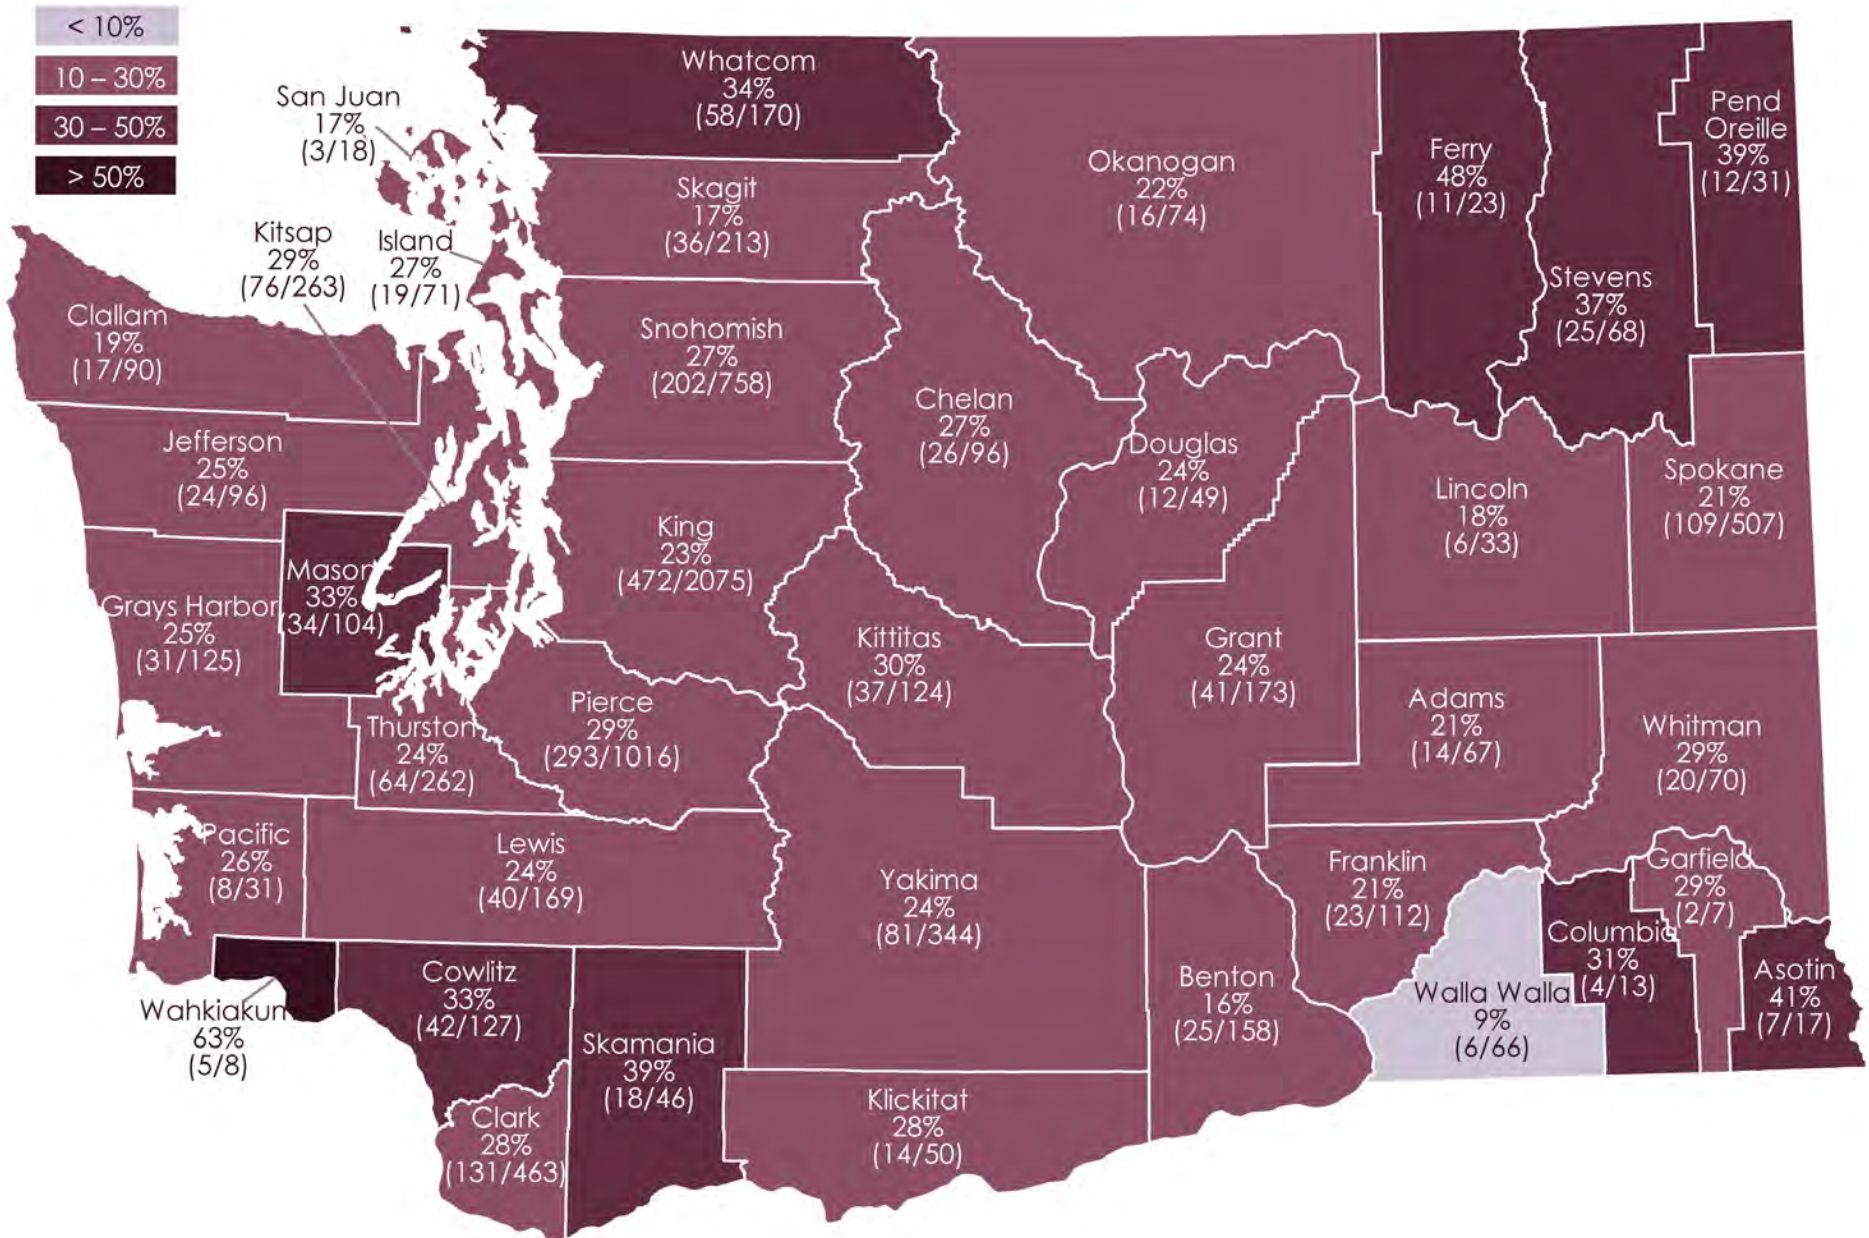 < 10%
10 – 30%
30 – 50%
> 50%
Whatcom
34%
(58/170)
San Juan
17%
(3/18)
Skagit
17%
(36/213)
Okanogan
22%
(16/74)
Ferry
48%
(11/23)
Pend
Oreille
39%
(12/31)
Stevens
37%
(25/68)
Kitsap
29%
(76/263)
Island
27%
(19/71)
Clallam
19%
(17/90)
Snohomish
27%
(202/758)
Chelan
27%
(26/96)
Douglas
24%
(12/49)
Jefferson
25%
(24/96)
Lincoln
18%
(6/33)
Spokane
21%
(109/507)
King
23%
(472/2075)
Mason
33%
(34/104)
Grays Harbor
25%
(31/125)
Kittitas
30%
(37/124)
Grant
24%
(41/173)
Pierce
29%
(293/1016)
Thurston
24%
(64/262)
Adams
21%
(14/67)
Whitman
29%
(20/70)
Pacific
26%
(8/31)
Lewis
24%
(40/169)
Yakima
24%
(81/344)
Franklin
21%
(23/112)
Garfield
29%
(2/7)
Columbia
31%
(4/13)
Asotin
41%
(7/17)
Walla Walla
9%
(6/66)
Benton
16%
(25/158)
Wahkiakum
63%
(5/8)
Cowlitz
33%
(42/127)
Skamania
39%
(18/46)
Clark
28%
(131/463)
Klickitat
28%
(14/50)